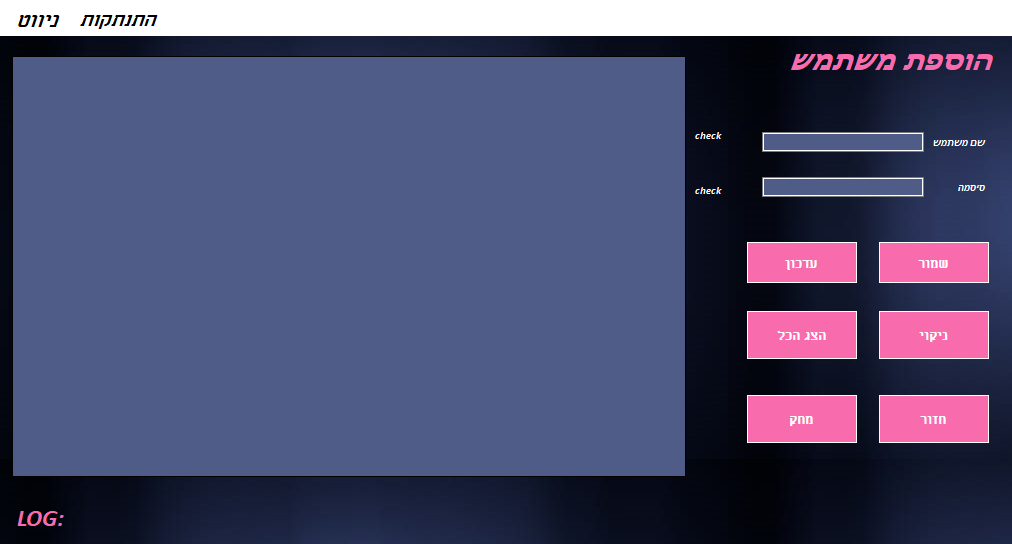 ניווט התנתקות
הוספת משתמש
שם משתמש
check
סיסמה
check
שמור עדכון
ניקוי הצג הכל
חזור מחק
LOG: